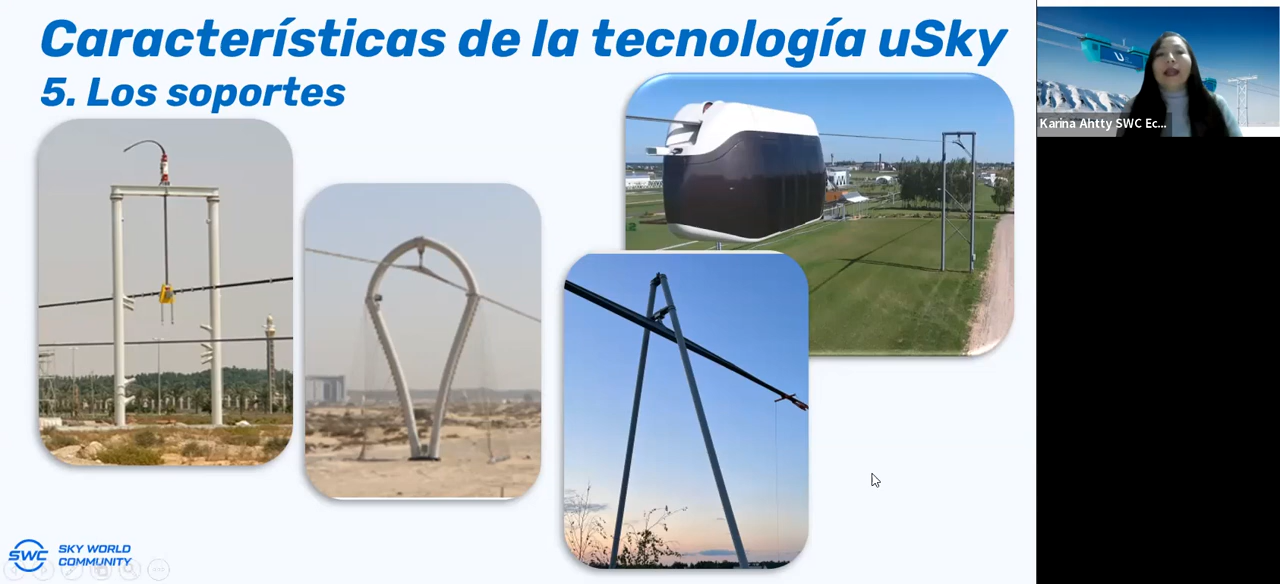 Características de la tecnología uSky
5. Los soportes
Karina Ahtty SWC Ec...
SWC
SKY WORLD
COMMUNITY